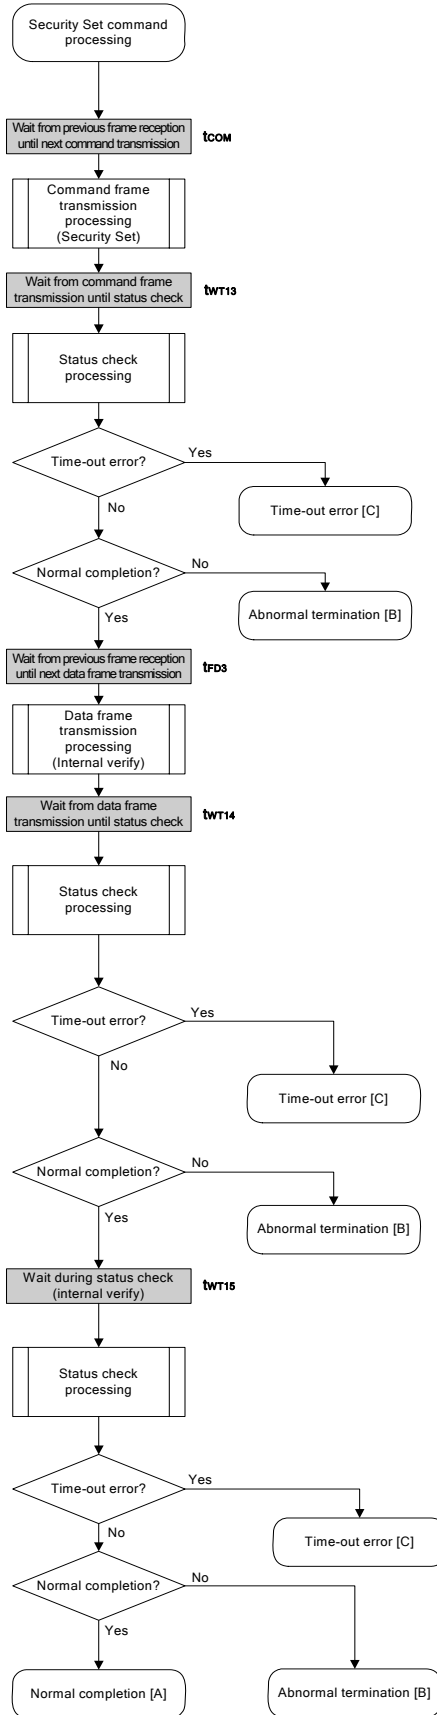 Security Set command
processing
Wait from previous frame reception
until next command transmission
tCOM
Command frame
transmission
processing
(Security Set)
Wait from command frame
transmission until status check
tWT13
Status check
processing
Time-out error?
Yes
No
Time-out error [C]
Normal completion?
No
Yes
Abnormal termination [B]
Wait from previous frame reception
until next data frame transmission
tFD3
Data frame
transmission
processing
(Internal verify)
Wait from data frame
transmission until status check
tWT14
Status check
processing
Time-out error?
Yes
No
Time-out error [C]
Normal completion?
No
Yes
Abnormal termination [B]
Wait during status check
(internal verify)
tWT15
Status check
processing
Time-out error?
Yes
No
Time-out error [C]
Normal completion?
No
Yes
Normal completion [A]
Abnormal termination [B]